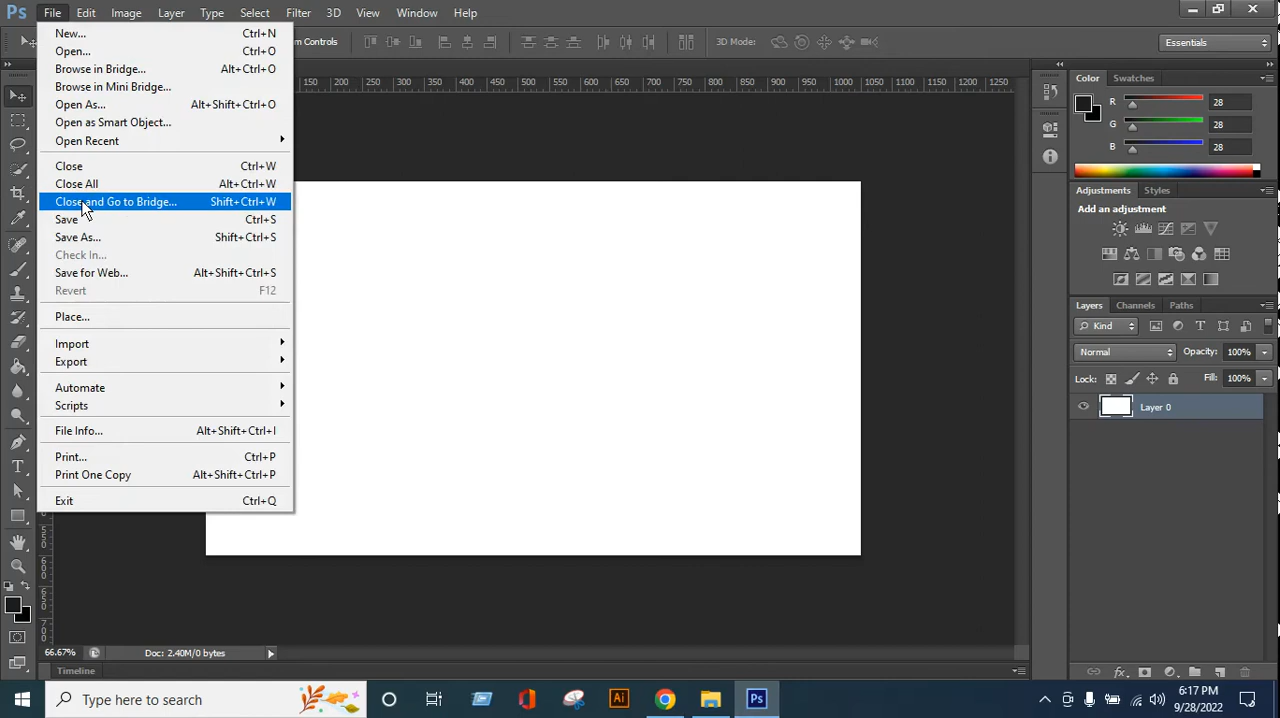 Ps File Edit Image Layer Type Select Filter 3D View Window Help
m Controls 3D Mode: Essentials
New... Ctrl+N
Open... Ctrl+O
Browse in Bridge... Alt+Ctrl+O
Browse in Mini Bridge...
Open As... Alt+Shift+Ctrl+O
Open as Smart Object...
Open Recent
Close Ctrl+W
Close All Alt+Ctrl+W
Close and Go to Bridge... Shift+Ctrl+W
Save Ctrl+S
Save As... Shift+Ctrl+S
Check In...
Save for Web... Alt+Shift+Ctrl+S
Revert F12
Place...
Import
Export
Automate
Scripts
File Info... Alt+Shift+Ctrl+I
Print... Ctrl+P
Print One Copy Alt+Shift+Ctrl+P
Exit Ctrl+Q
150 200 250 300 350 400 450 500 550 600 650 700 750 800 850 900 950 1000 1050 1100 1150 1200 1250
550
600
650
700
Color Swatches
R 28
G 28
B 28
Adjustments Styles
Add an adjustment
Layers Channels Paths
Kind
Normal Opacity: 100%
Lock: Fill: 100%
Layer 0
66.67% Doc: 2.40M/0 bytes
Timeline
Type here to search
Ai Ps
6:17 PM
9/28/2022